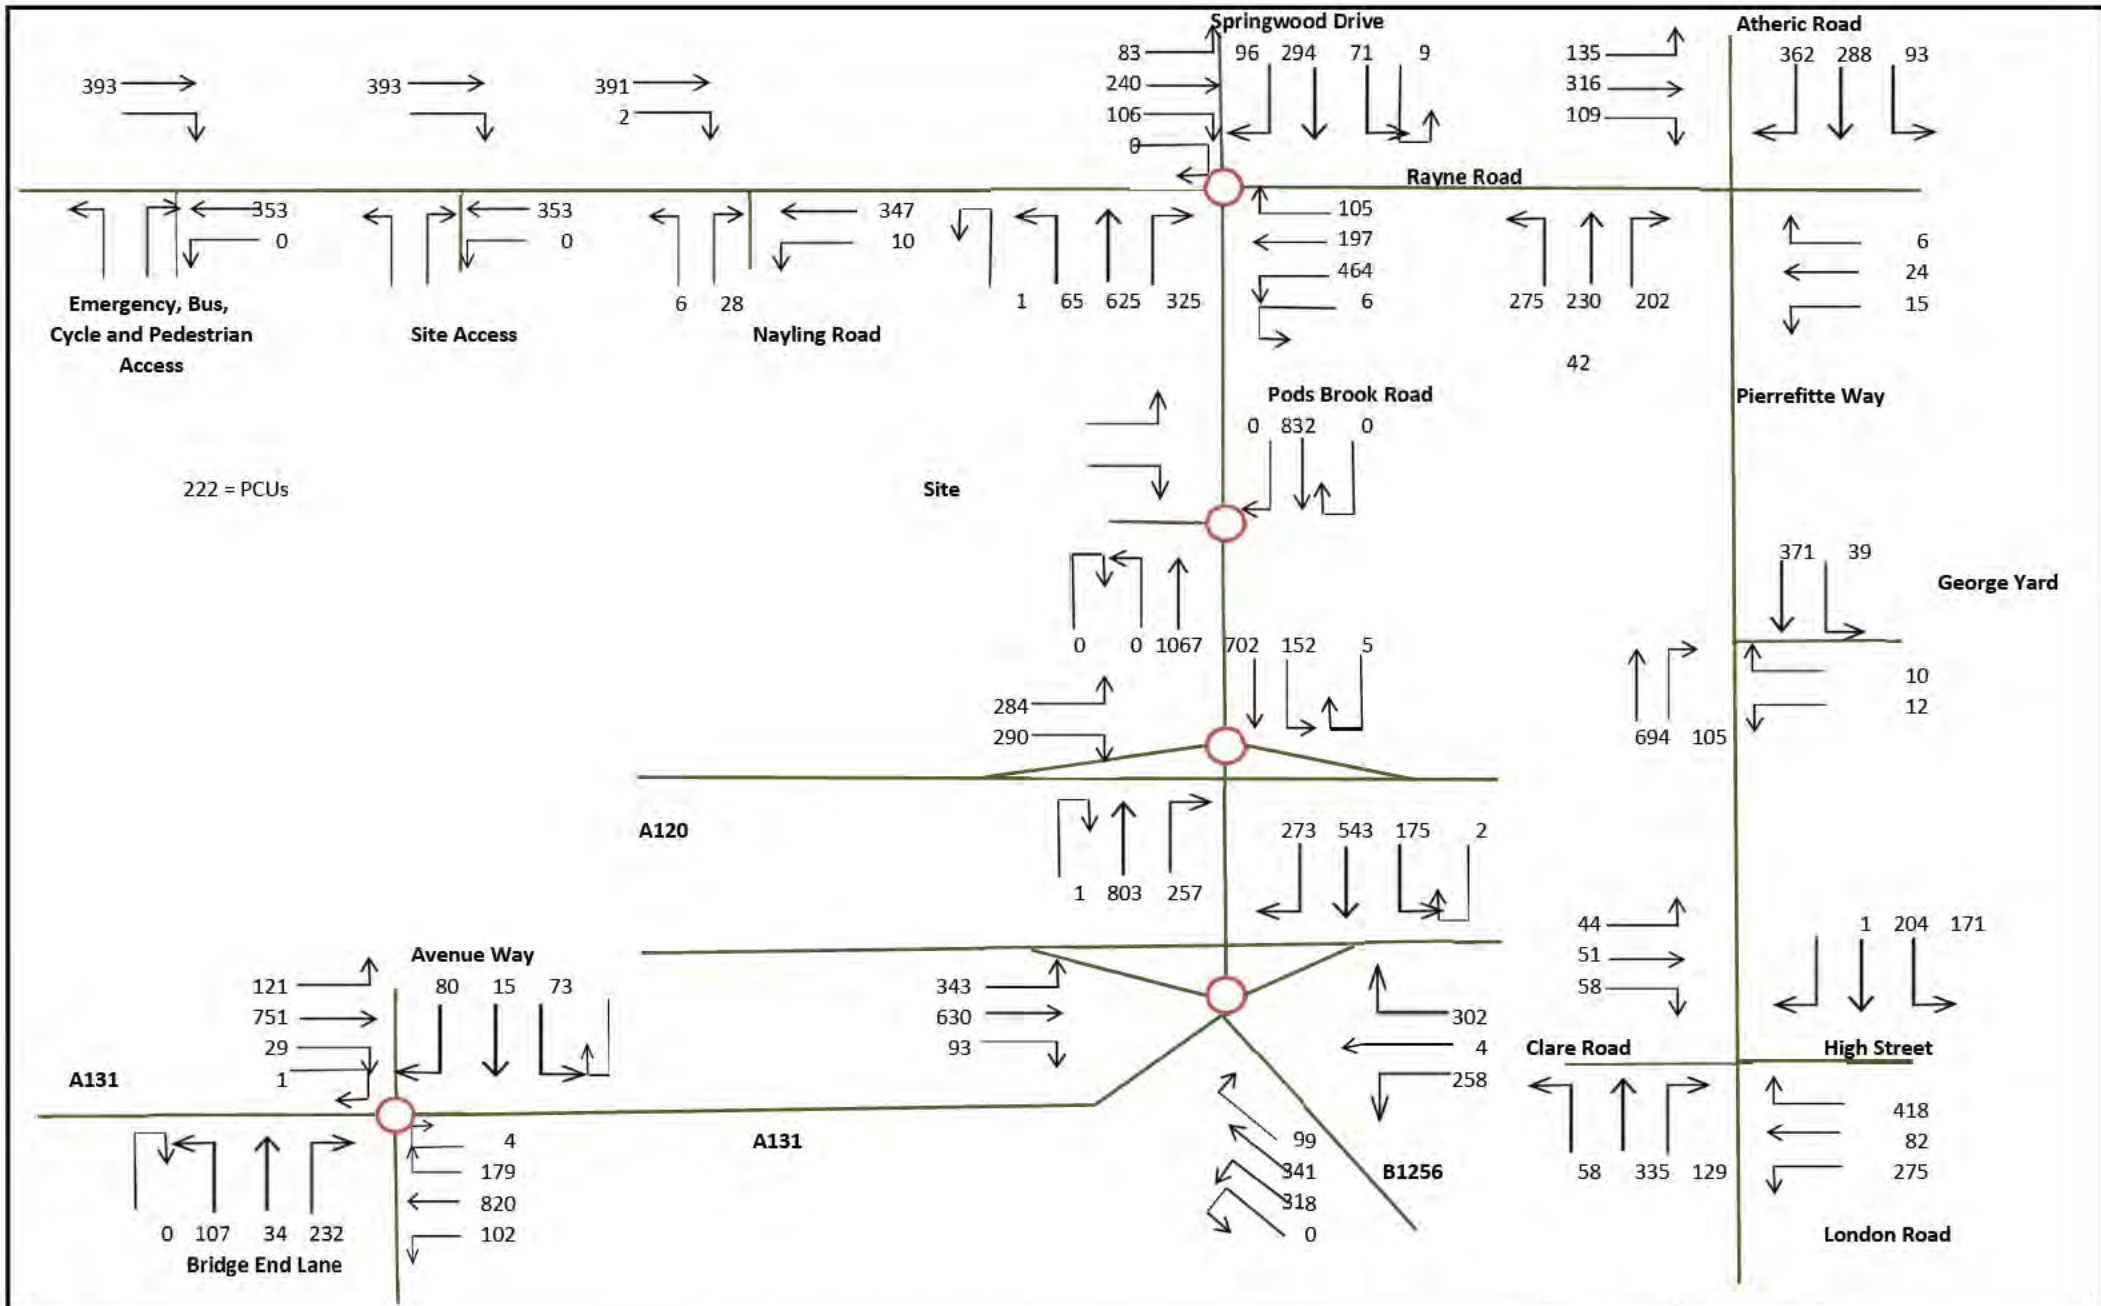 Springwood Drive
Atheric Road
83
96 294 71 9
135
362 288 93
393
393
391
240
316
2
106
109
0
Rayne Road
353
353
347
105
0
0
10
197
6
464
24
6 28
1 65 625 325
6
275 230 202
15
Emergency, Bus,
Cycle and Pedestrian
Access
Site Access
Nayling Road
42
Pods Brook Road
Pierrefitte Way
0 832 0
222 = PCUs
Site
371 39
George Yard
0 0 1067 702 152 5
10
284
12
290
694 105
A120
273 543 175 2
1 803 257
44
1 204 171
Avenue Way
51
121
80 15 73
343
58
751
630
302
29
93
4
Clare Road
High Street
1
258
A131
418
A131
4
99
82
179
341
B1256
58 335 129
275
820
318
0 107 34 232
102
0
London Road
Bridge End Lane